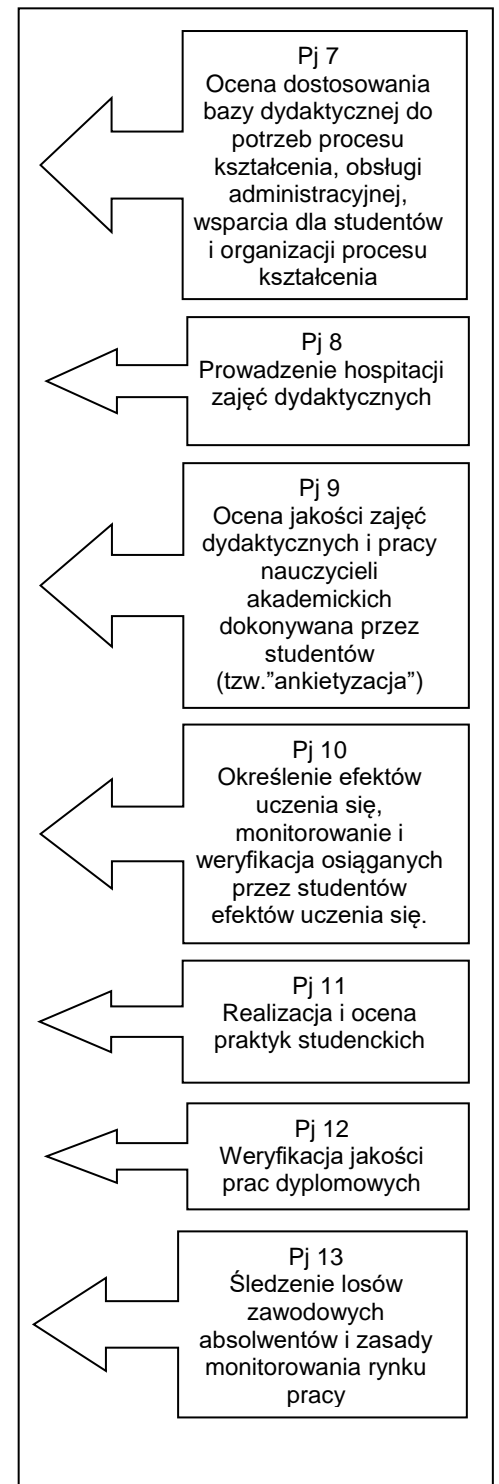 Pj 7
Ocena dostosowania
bazy dydaktycznej do
potrzeb procesu
kształcenia, obsługi
administracyjnej,
wsparcia dla studentów
i organizacji procesu
kształcenia
Pj 8
Prowadzenie hospitacji
zajęć dydaktycznych
Pj 9
Ocena jakości zajęć
dydaktycznych i pracy
nauczycieli
akademickich
dokonywana przez
studentów
(tzw.”ankietyzacja”)
Pj 10
Określenie efektów
uczenia się,
monitorowanie i
weryfikacja osiąganych
przez studentów
efektów uczenia się.
Pj 11
Realizacja i ocena
praktyk studenckich
Pj 12
Weryfikacja jakości
prac dyplomowych
Pj 13
Śledzenie losów
zawodowych
absolwentów i zasady
monitorowania rynku
pracy